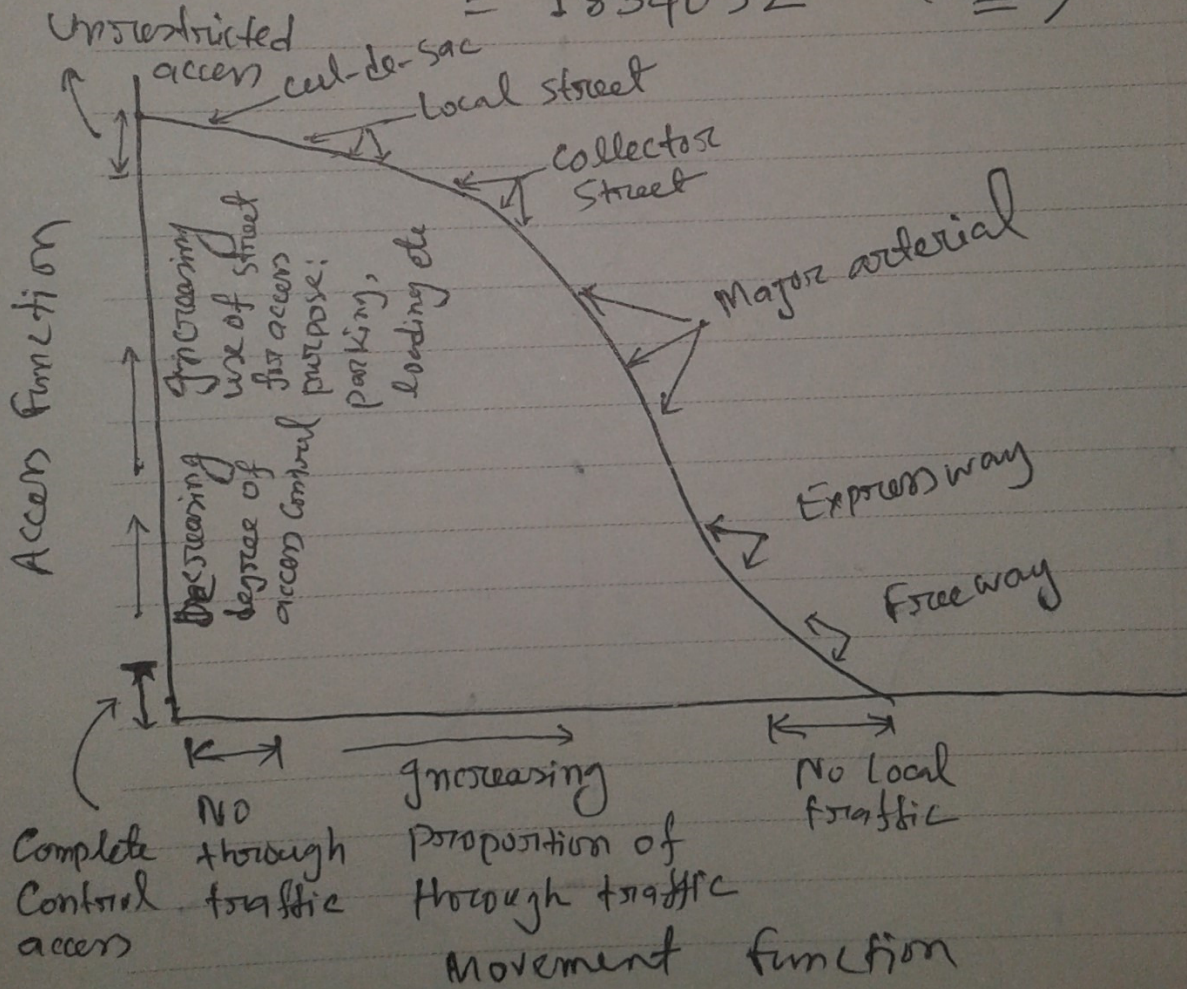 = 1834032 (=)
Unrestricted
access
cul-de-sac
Local street
collector
street
Major arterial
Expressway
Freeway
Access function
Increasing
use of street
for access
purpose:
parking,
loading etc
Decreasing
degree of
access control
Complete
Control
access
No
through
traffic
Increasing
Proportion of
through traffic
No local
traffic
Movement function